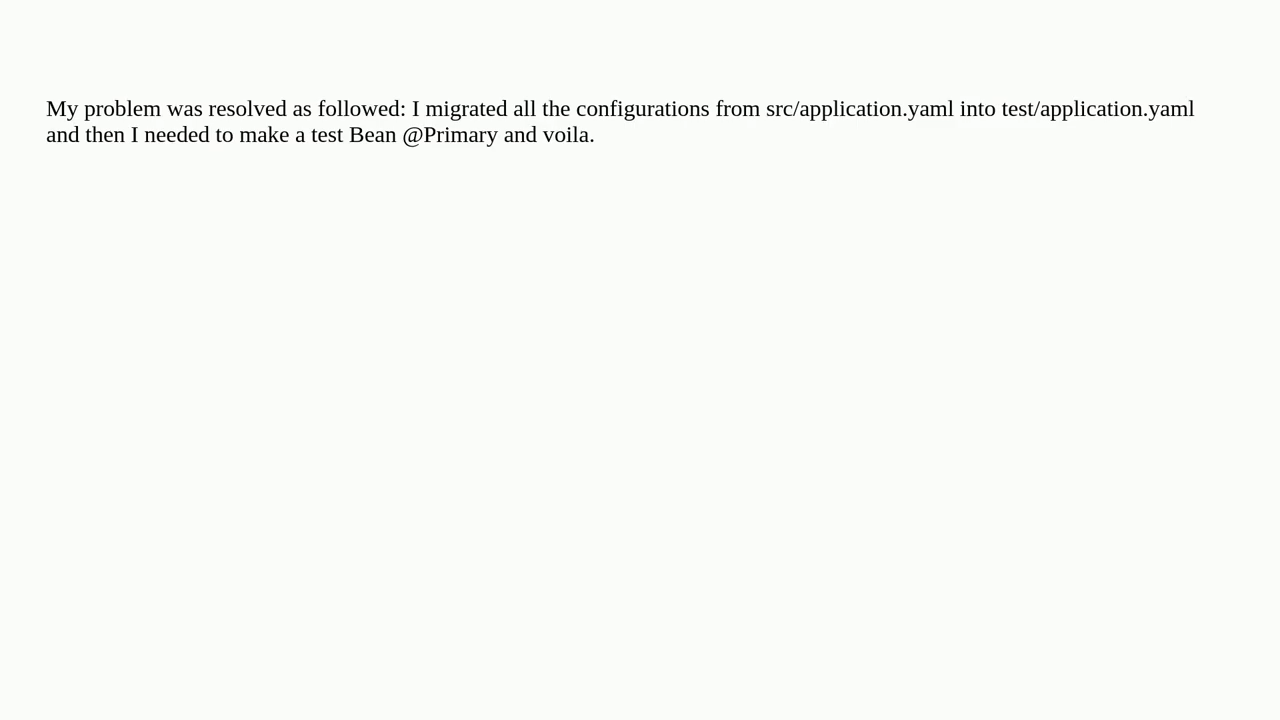 My problem was resolved as followed: I migrated all the configurations from src/application.yaml into test/application.yaml
and then I needed to make a test Bean @Primary and voila.